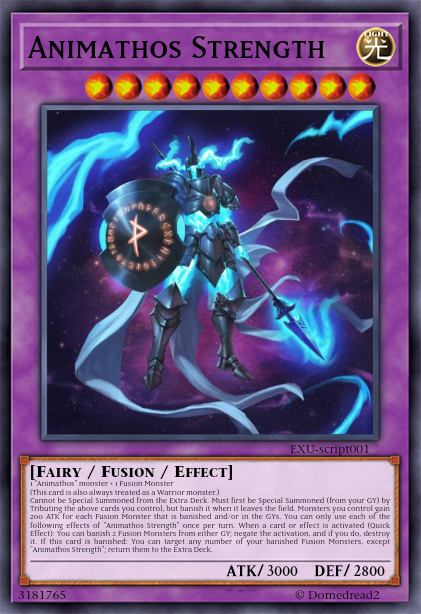 Animathos Strength
LIGHT
光
EXU-script001
[Fairy / Fusion / Effect]
1 "Animathos" monster + 1 Fusion Monster
(This card is also always treated as a Warrior monster.)
Cannot be Special Summoned from the Extra Deck. Must first be Special Summoned (from your GY) by
Tributing the above cards you control, but banish it when it leaves the field. Monsters you control gain
200 ATK for each Fusion Monster that is banished and/or in the GYs. You can only use each of the
following effects of "Animathos Strength" once per turn. When a card or effect is activated (Quick
Effect): You can banish 2 Fusion Monsters from either GY; negate the activation, and if you do, destroy
it. If this card is banished: You can target any number of your banished Fusion Monsters, except
"Animathos Strength"; return them to the Extra Deck.
ATK/ 3000 DEF/ 2800
3181765 © Domedread2